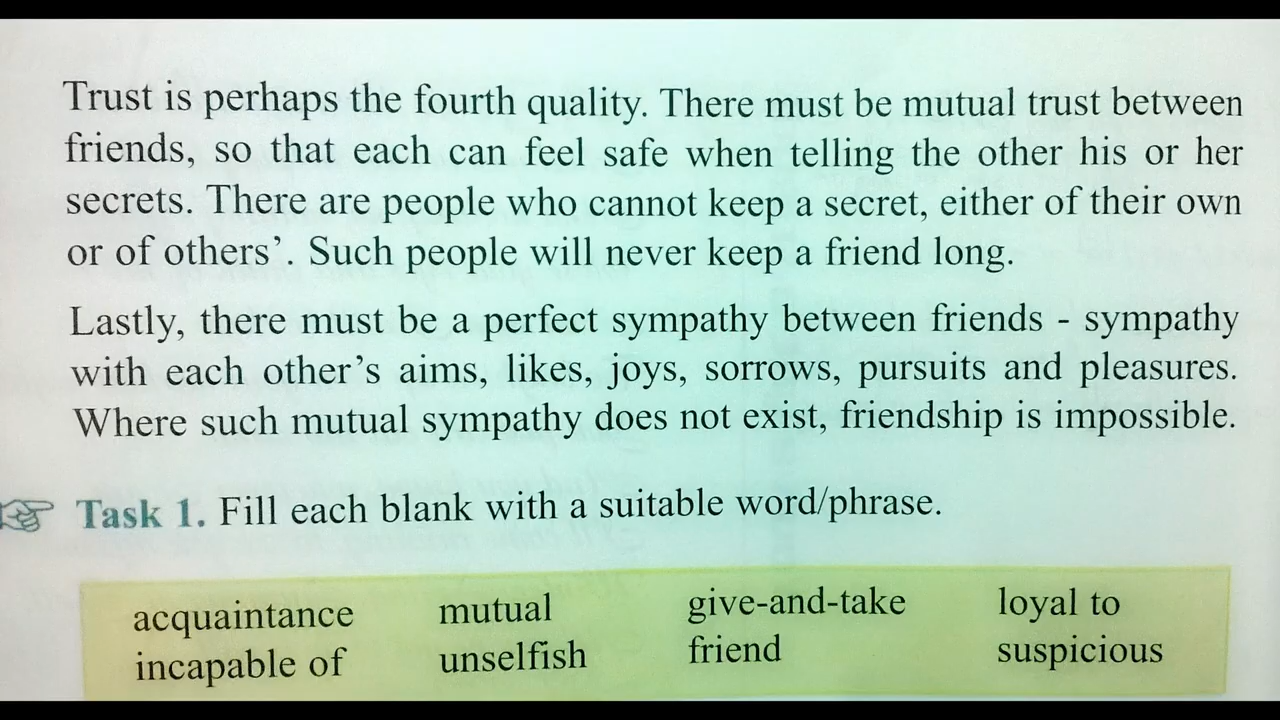 Trust is perhaps the fourth quality. There must be mutual trust between
friends, so that each can feel safe when telling the other his or her
secrets. There are people who cannot keep a secret, either of their own
or of others’. Such people will never keep a friend long.
Lastly, there must be a perfect sympathy between friends - sympathy
with each other’s aims, likes, joys, sorrows, pursuits and pleasures.
Where such mutual sympathy does not exist, friendship is impossible.
Task 1. Fill each blank with a suitable word/phrase.
acquaintance mutual give-and-take loyal to
incapable of unselfish friend suspicious